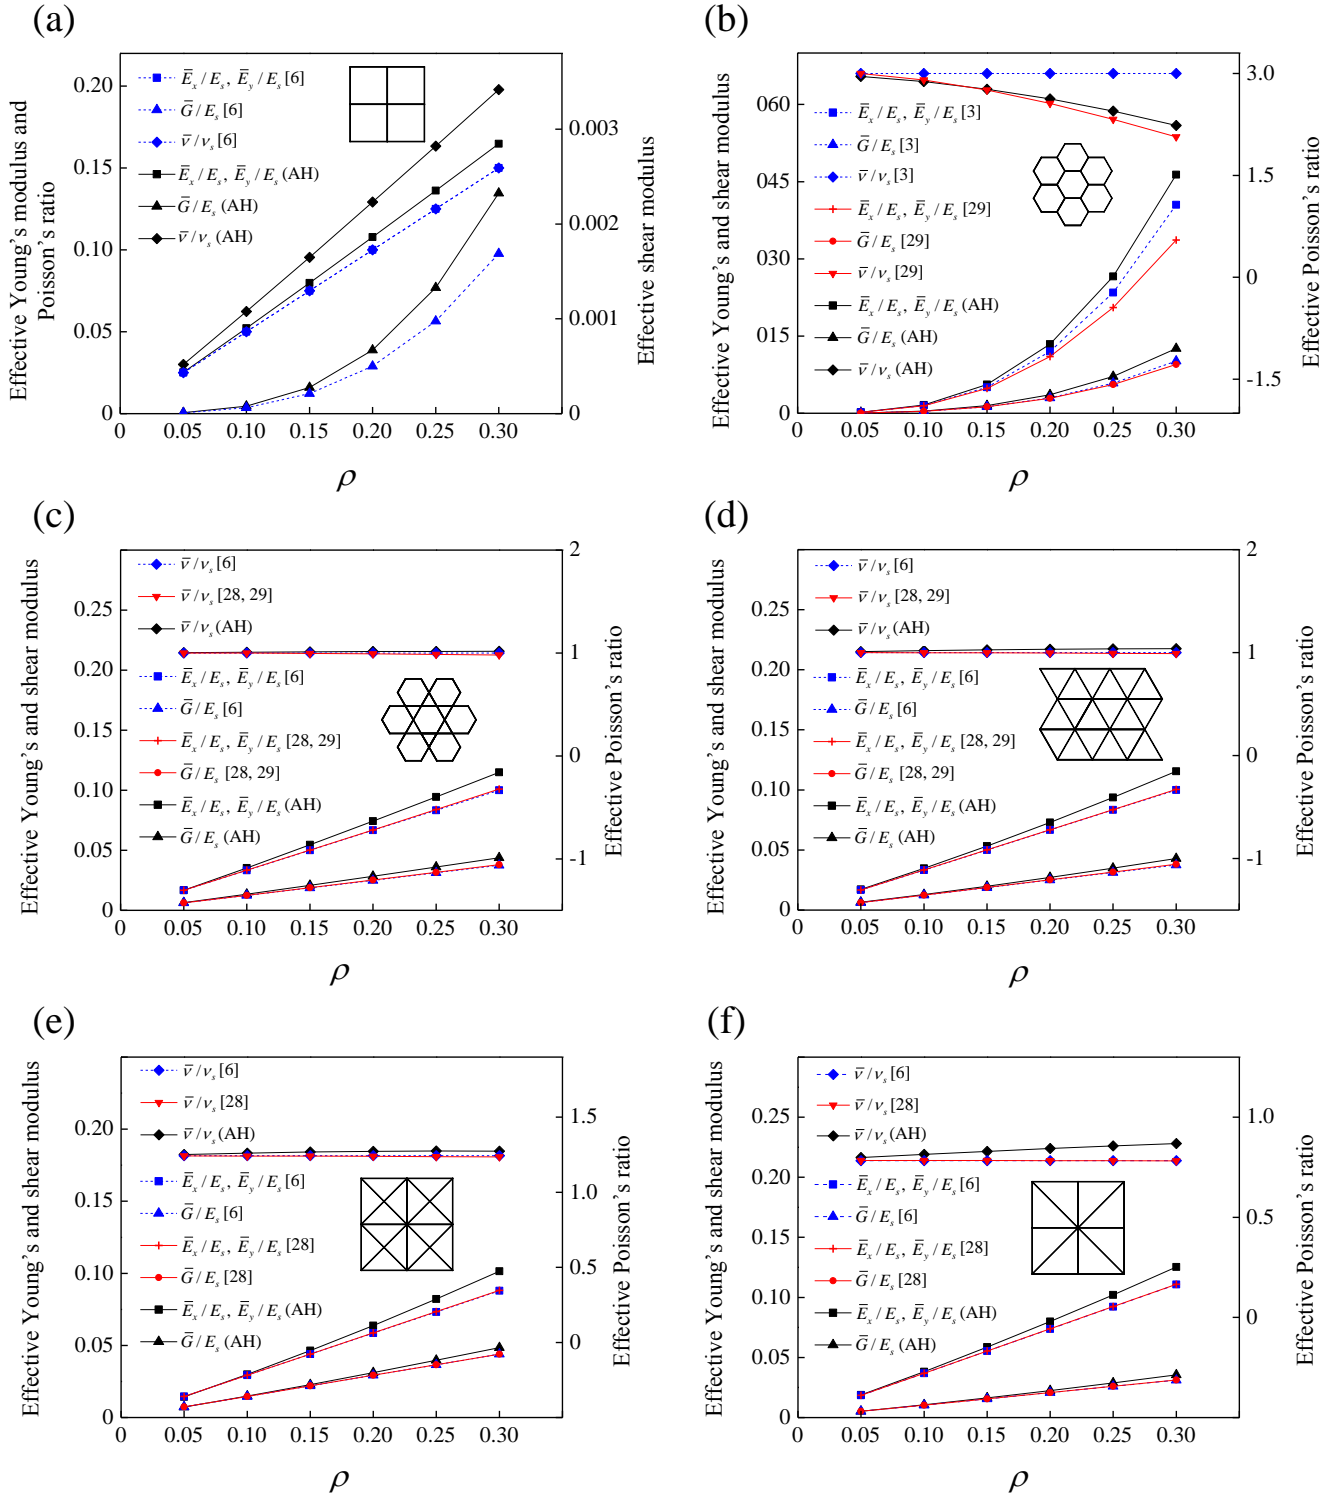 (a)
Effective Young's modulus and
Poisson's ratio
0.20
0.15
0.10
0.05
0
Ē_x/E_s, Ē_y/E_s [6]
Ḡ/E_s [6]
ν̄/ν_s [6]
Ē_x/E_s, Ē_y/E_s (AH)
Ḡ/E_s (AH)
ν̄/ν_s (AH)
0.003
0.002
0.001
0
Effective shear modulus
0 0.05 0.10 0.15 0.20 0.25 0.30
ρ
(b)
Effective Young's and shear modulus
060
045
030
015
0
Ē_x/E_s, Ē_y/E_s [3]
Ḡ/E_s [3]
ν̄/ν_s [3]
Ē_x/E_s, Ē_y/E_s [29]
Ḡ/E_s [29]
ν̄/ν_s [29]
Ē_x/E_s, Ē_y/E_s (AH)
Ḡ/E_s (AH)
ν̄/ν_s (AH)
3.0
1.5
0
-1.5
Effective Poisson's ratio
0 0.05 0.10 0.15 0.20 0.25 0.30
ρ
(c)
Effective Young's and shear modulus
0.25
0.20
0.15
0.10
0.05
0
ν̄/ν_s [6]
ν̄/ν_s [28, 29]
ν̄/ν_s (AH)
Ē_x/E_s, Ē_y/E_s [6]
Ḡ/E_s [6]
Ē_x/E_s, Ē_y/E_s [28, 29]
Ḡ/E_s [28, 29]
Ē_x/E_s, Ē_y/E_s (AH)
Ḡ/E_s (AH)
2
1
0
-1
Effective Poisson's ratio
0 0.05 0.10 0.15 0.20 0.25 0.30
ρ
(d)
Effective Young's and shear modulus
0.25
0.20
0.15
0.10
0.05
0
ν̄/ν_s [6]
ν̄/ν_s [28, 29]
ν̄/ν_s (AH)
Ē_x/E_s, Ē_y/E_s [6]
Ḡ/E_s [6]
Ē_x/E_s, Ē_y/E_s [28, 29]
Ḡ/E_s [28, 29]
Ē_x/E_s, Ē_y/E_s (AH)
Ḡ/E_s (AH)
2
1
0
-1
Effective Poisson's ratio
0 0.05 0.10 0.15 0.20 0.25 0.30
ρ
(e)
Effective Young's and shear modulus
0.20
0.15
0.10
0.05
0
ν̄/ν_s [6]
ν̄/ν_s [28]
ν̄/ν_s (AH)
Ē_x/E_s, Ē_y/E_s [6]
Ḡ/E_s [6]
Ē_x/E_s, Ē_y/E_s [28]
Ḡ/E_s [28]
Ē_x/E_s, Ē_y/E_s (AH)
Ḡ/E_s (AH)
1.5
1.0
0.5
0
Effective Poisson's ratio
0 0.05 0.10 0.15 0.20 0.25 0.30
ρ
(f)
Effective Young's and shear modulus
0.25
0.20
0.15
0.10
0.05
0
ν̄/ν_s [6]
ν̄/ν_s [28]
ν̄/ν_s (AH)
Ē_x/E_s, Ē_y/E_s [6]
Ḡ/E_s [6]
Ē_x/E_s, Ē_y/E_s [28]
Ḡ/E_s [28]
Ē_x/E_s, Ē_y/E_s (AH)
Ḡ/E_s (AH)
1.0
0.5
0
Effective Poisson's ratio
0 0.05 0.10 0.15 0.20 0.25 0.30
ρ